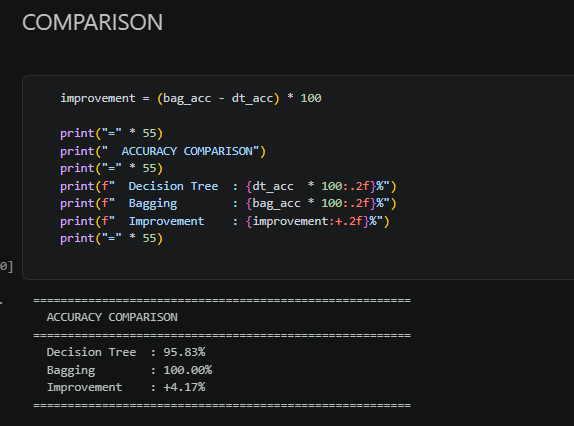 COMPARISON
improvement = (bag_acc - dt_acc) * 100
print("=" * 55)
print("  ACCURACY COMPARISON")
print("=" * 55)
print(f"  Decision Tree  : {dt_acc  * 100:.2f}%")
print(f"  Bagging        : {bag_acc * 100:.2f}%")
print(f"  Improvement    : {improvement:+.2f}%")
print("=" * 55)
0]
=======================================================
  ACCURACY COMPARISON
=======================================================
  Decision Tree  : 95.83%
  Bagging        : 100.00%
  Improvement    : +4.17%
=======================================================